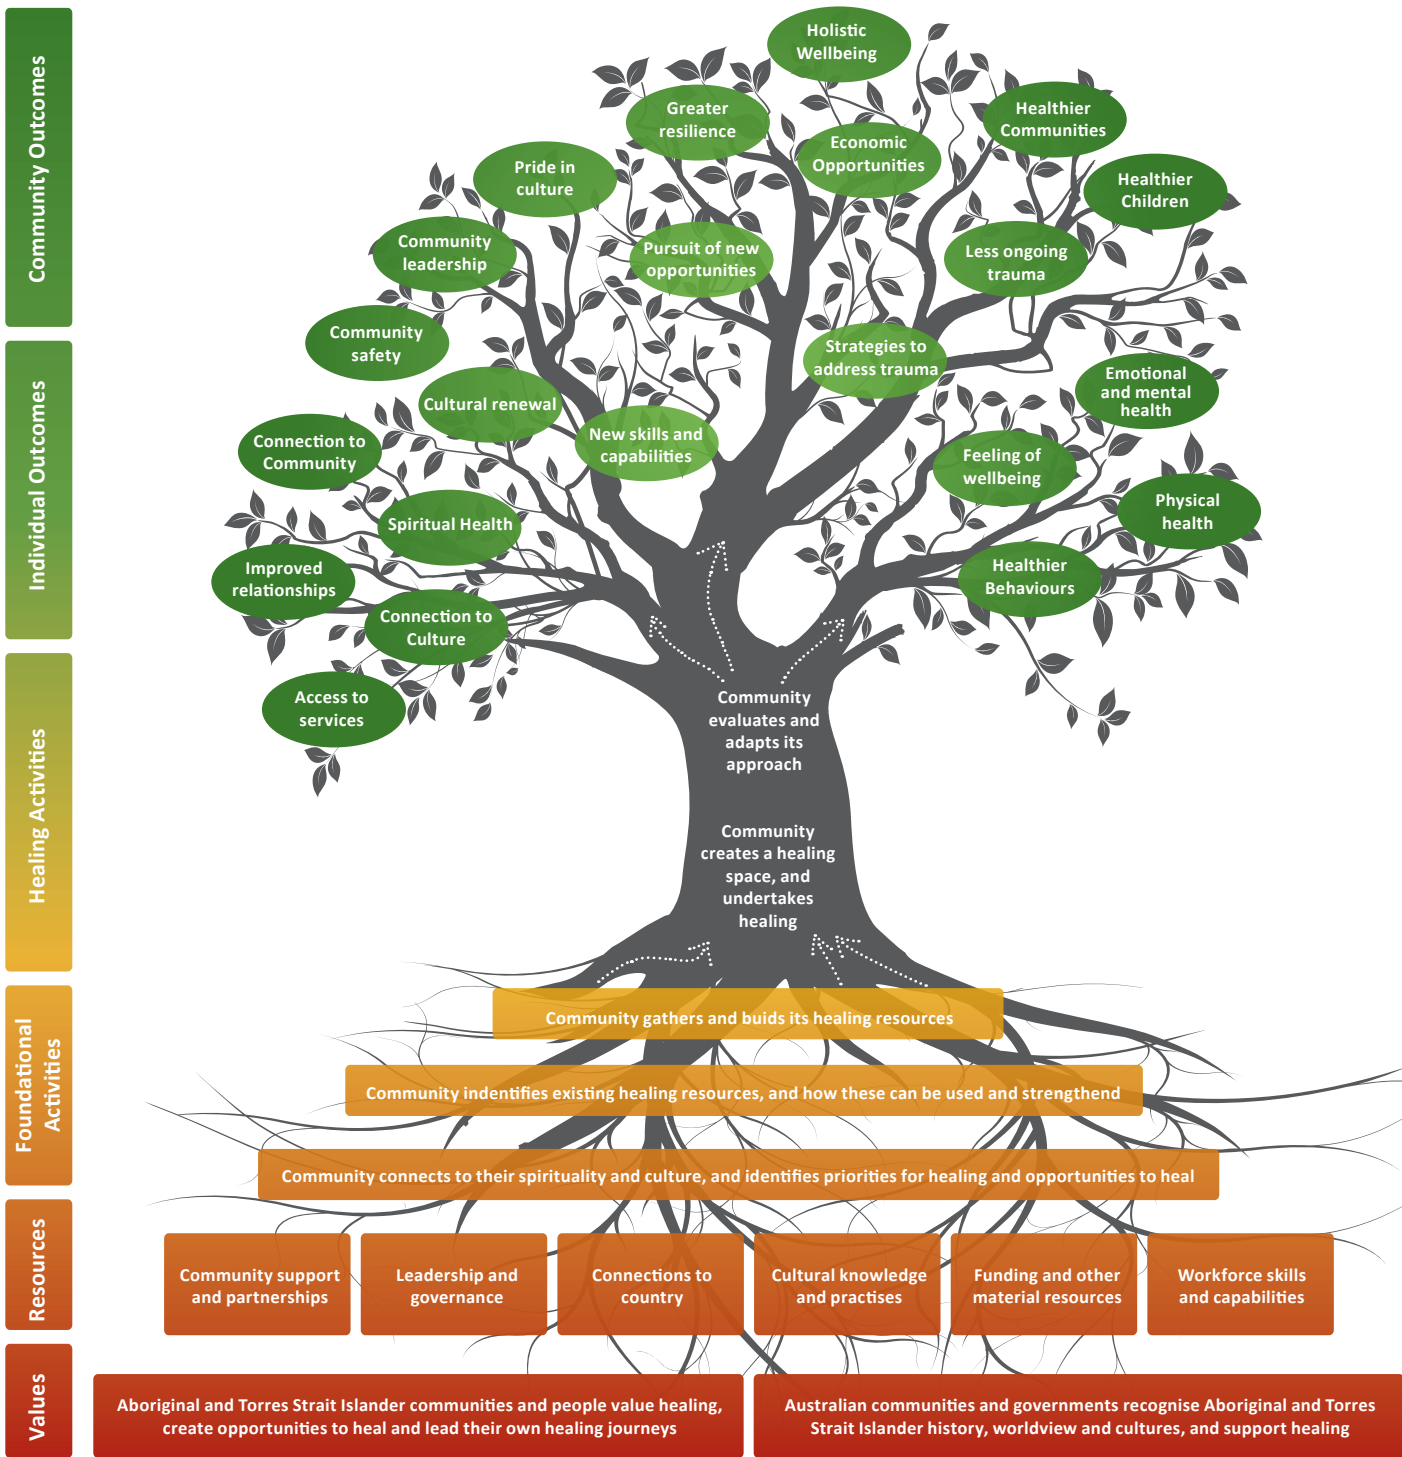 Community Outcomes
Individual Outcomes
Healing Activities
Foundational
Activities
Resources
Values
Holistic
Wellbeing
Greater
resilience
Healthier
Communities
Economic
Opportunities
Pride in
culture
Healthier
Children
Community
leadership
Pursuit of new
opportunities
Less ongoing
trauma
Community
safety
Strategies to
address trauma
Emotional
and mental
health
Cultural renewal
New skills and
capabilities
Connection to
Community
Feeling of
wellbeing
Spiritual Health
Physical
health
Improved
relationships
Healthier
Behaviours
Connection to
Culture
Access to
services
Community
evaluates and
adapts its
approach
Community
creates a healing
space, and
undertakes
healing
Community gathers and buids its healing resources
Community indentifies existing healing resources, and how these can be used and strengthend
Community connects to their spirituality and culture, and identifies priorities for healing and opportunities to heal
Community support
and partnerships
Leadership and
governance
Connections to
country
Cultural knowledge
and practises
Funding and other
material resources
Workforce skills
and capabilities
Aboriginal and Torres Strait Islander communities and people value healing,
create opportunities to heal and lead their own healing journeys
Australian communities and governments recognise Aboriginal and Torres
Strait Islander history, worldview and cultures, and support healing